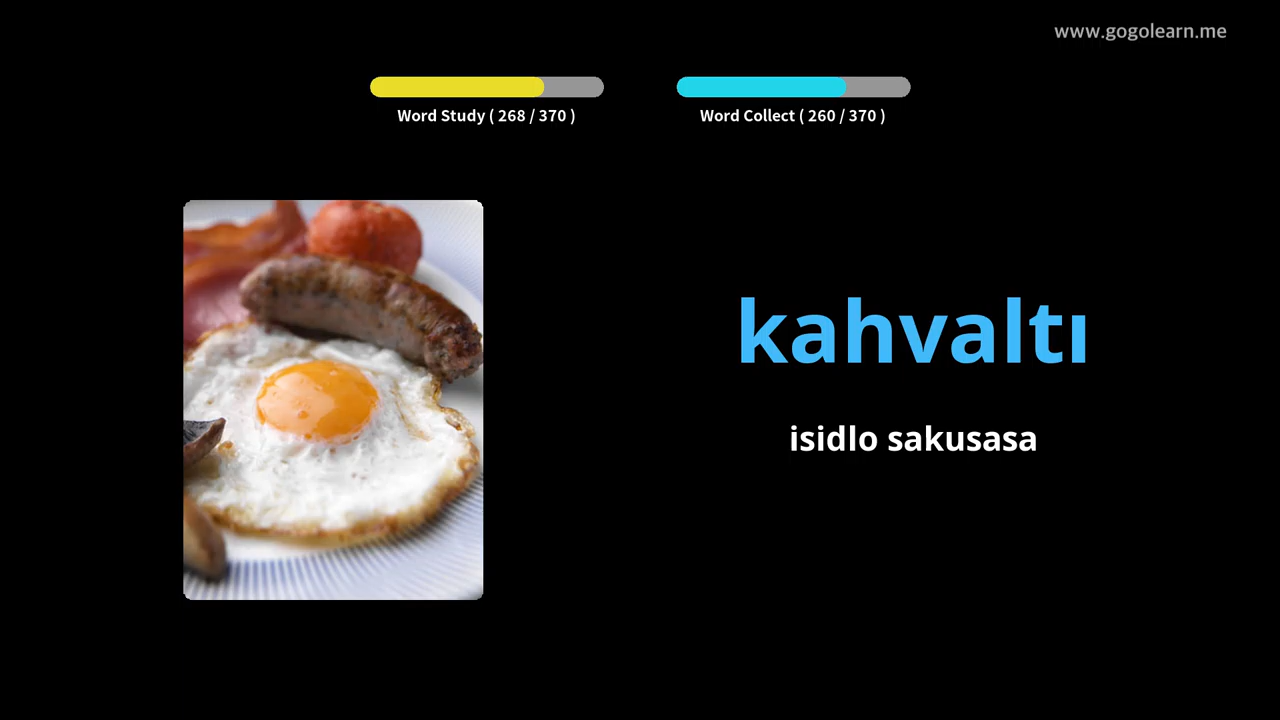 www.gogolearn.me
Word Study ( 268 / 370 )
Word Collect ( 260 / 370 )
kahvaltı
isidlo sakusasa